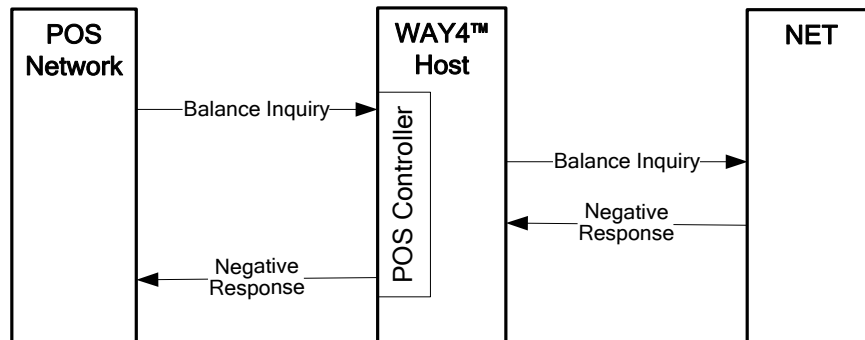 POS
Network
WAY4™
Host
NET
Balance Inquiry
POS Controller
Balance Inquiry
Negative
Response
Negative
Response